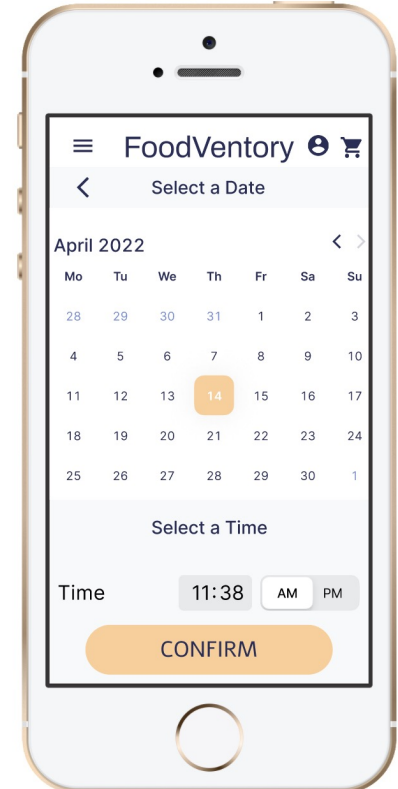 FoodVentory
Select a Date
April 2022
Mo Tu We Th Fr Sa Su
28 29 30 31 1 2 3
4 5 6 7 8 9 10
11 12 13 14 15 16 17
18 19 20 21 22 23 24
25 26 27 28 29 30 1
Select a Time
Time 11:38 AM PM
CONFIRM